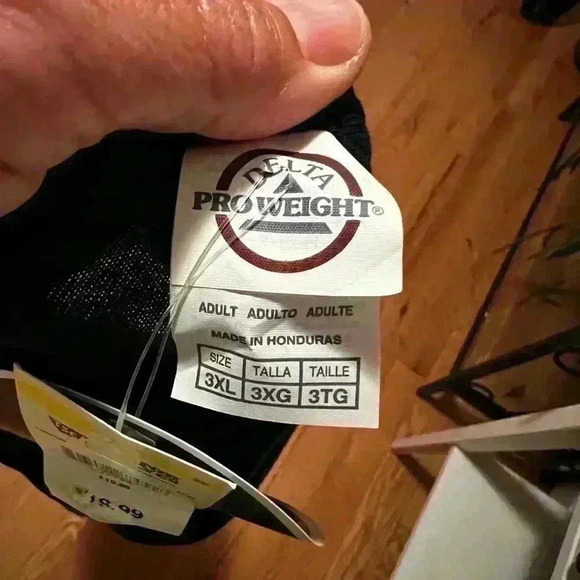 DELTA
PRO WEIGHT®
ADULT ADULTO ADULTE
MADE IN HONDURAS
SIZE TALLA TAILLE
3XL 3XG 3TG